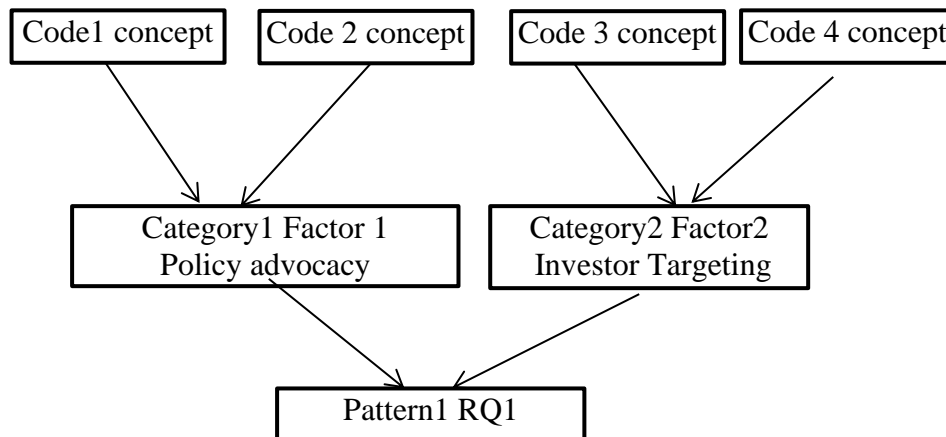 Code1 concept
Code 2 concept
Code 3 concept
Code 4 concept
Category1 Factor 1
Policy advocacy
Category2 Factor2
Investor Targeting
Pattern1 RQ1